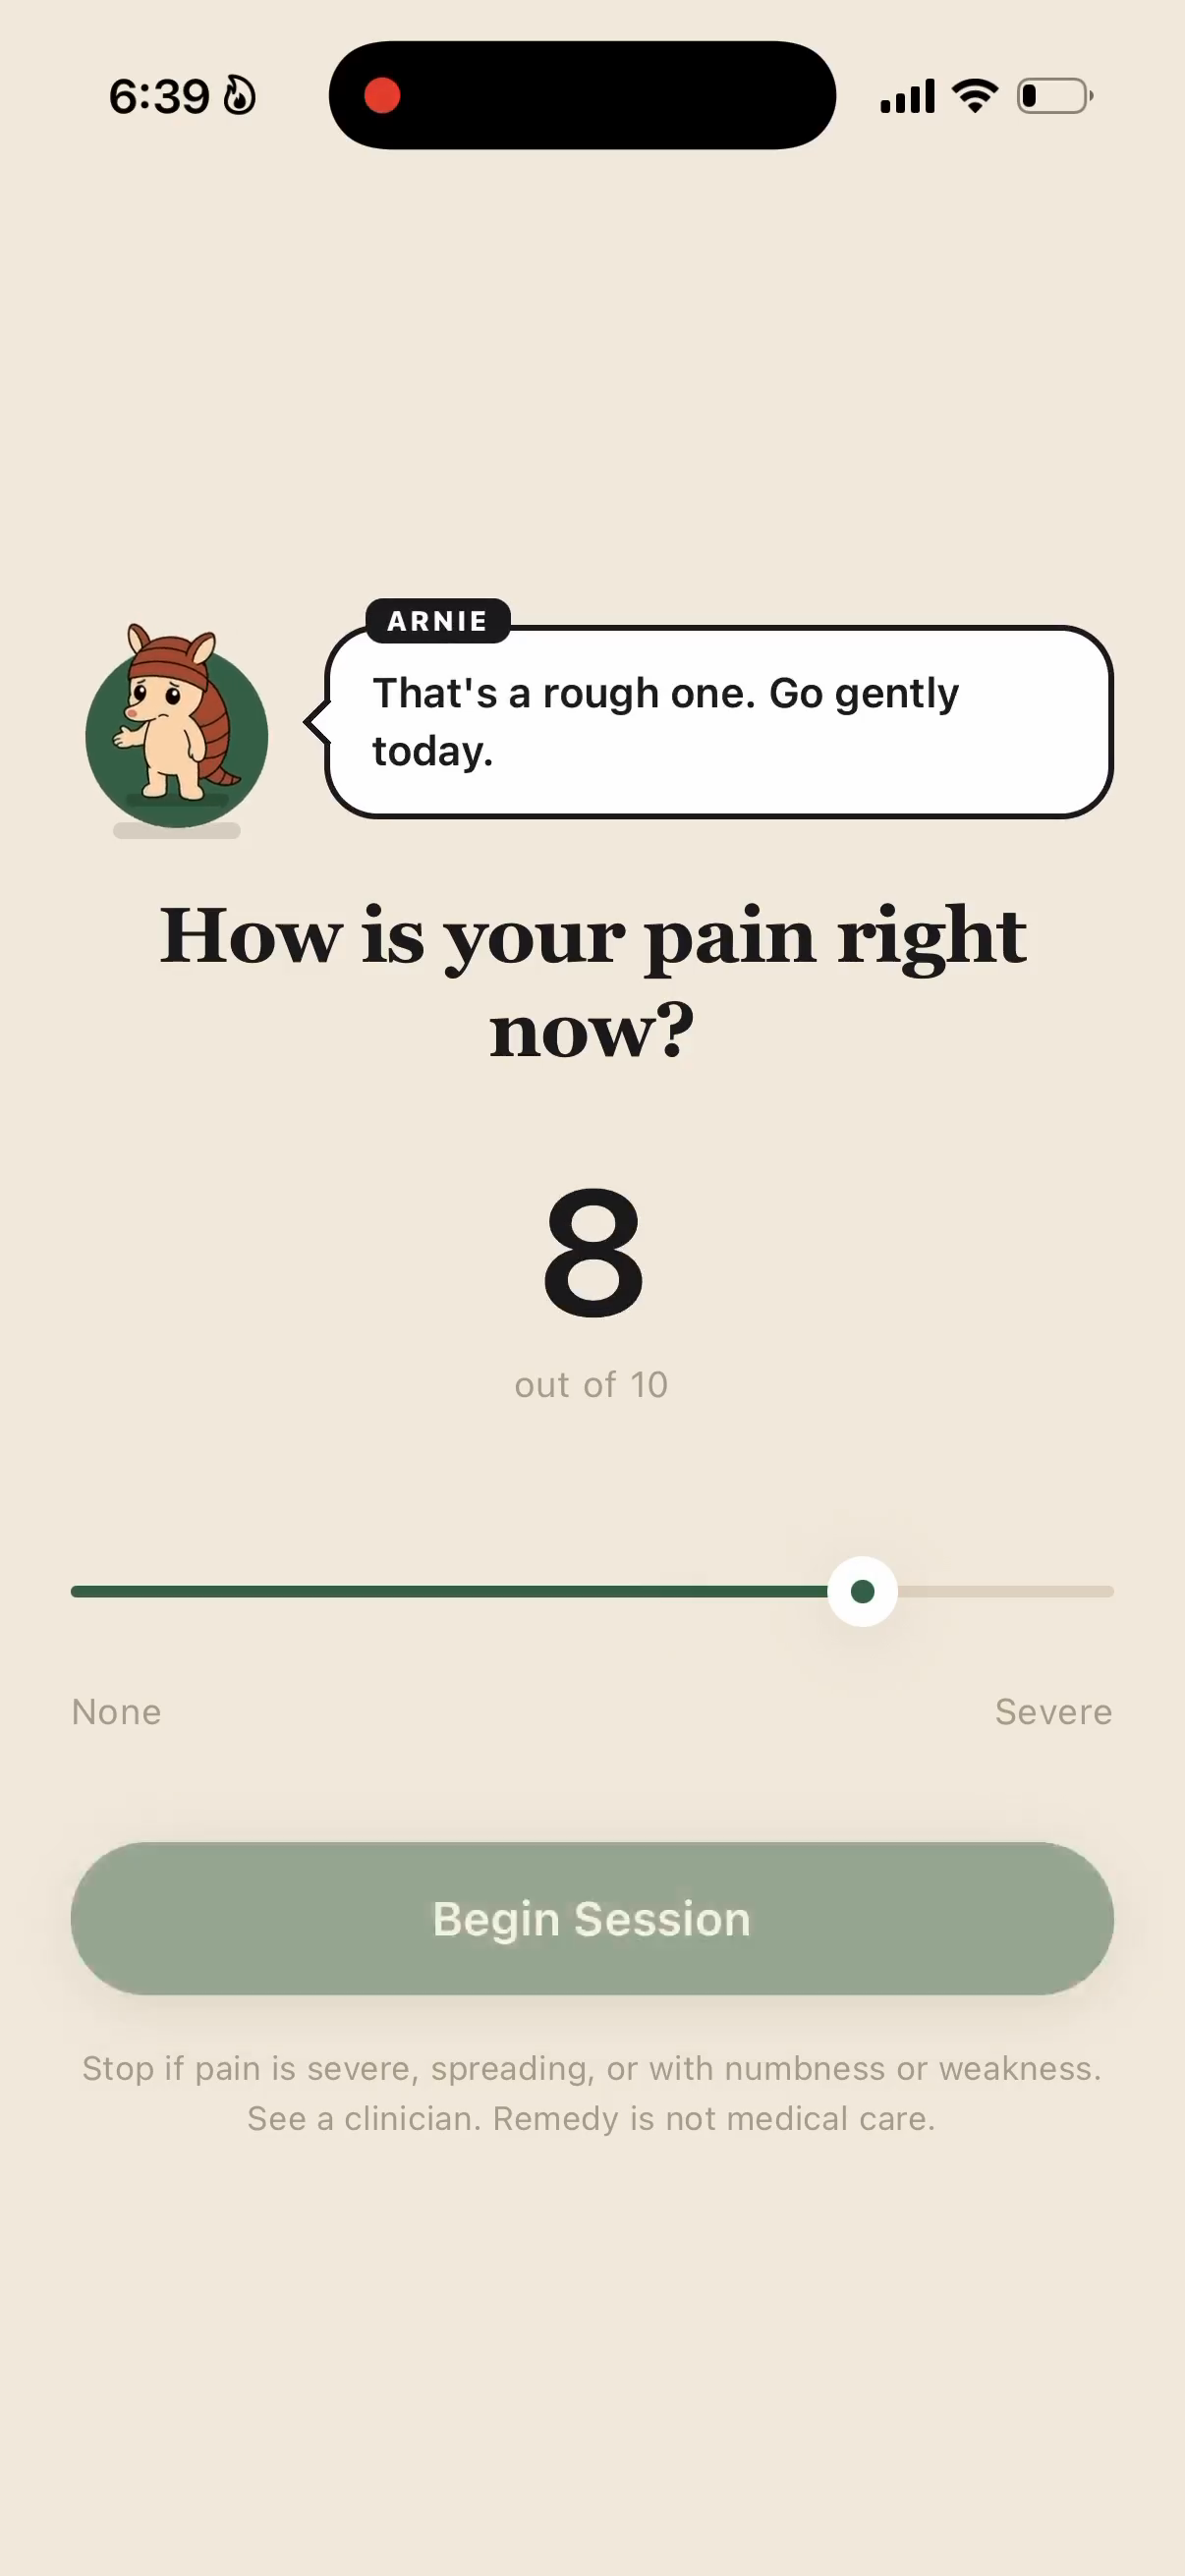 6:39
ARNIE
That's a rough one. Go gently
today.
How is your pain right
now?
8
out of 10
None
Severe
Begin Session
Stop if pain is severe, spreading, or with numbness or weakness.
See a clinician. Remedy is not medical care.